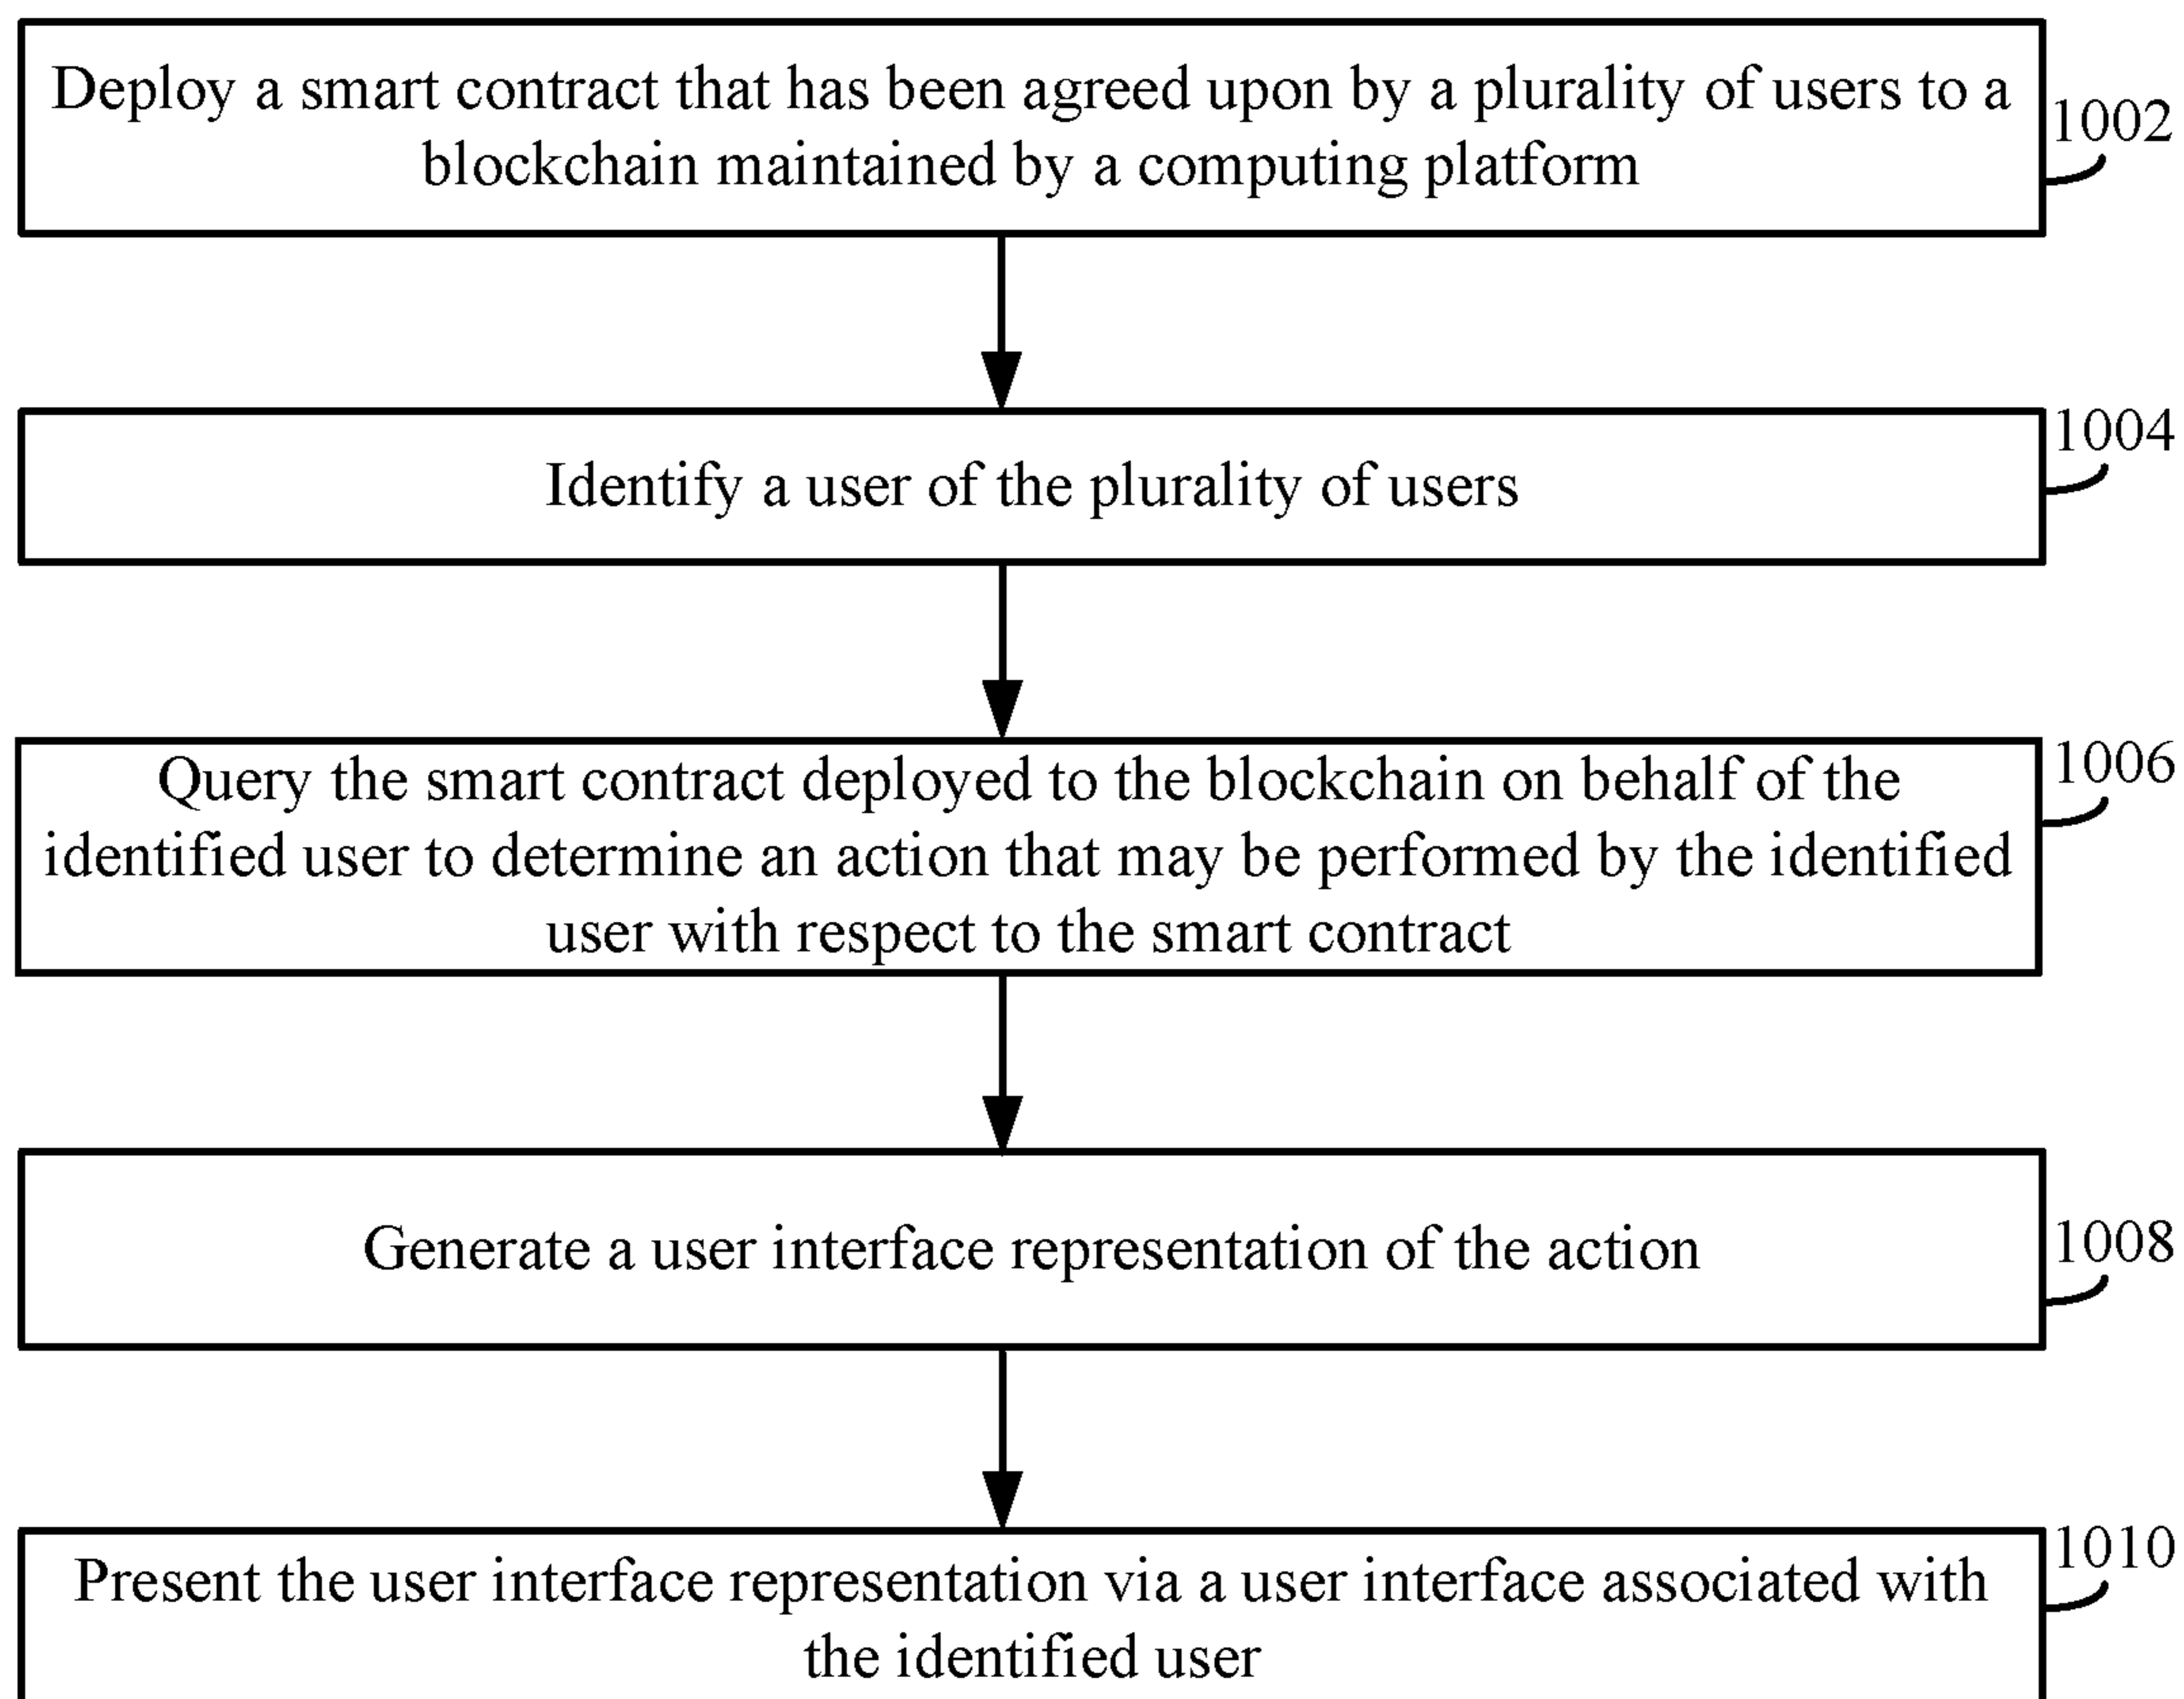 Deploy a smart contract that has been agreed upon by a plurality of users to a
blockchain maintained by a computing platform
1002
Identify a user of the plurality of users
1004
Query the smart contract deployed to the blockchain on behalf of the
identified user to determine an action that may be performed by the identified
user with respect to the smart contract
1006
Generate a user interface representation of the action
1008
Present the user interface representation via a user interface associated with
the identified user
1010